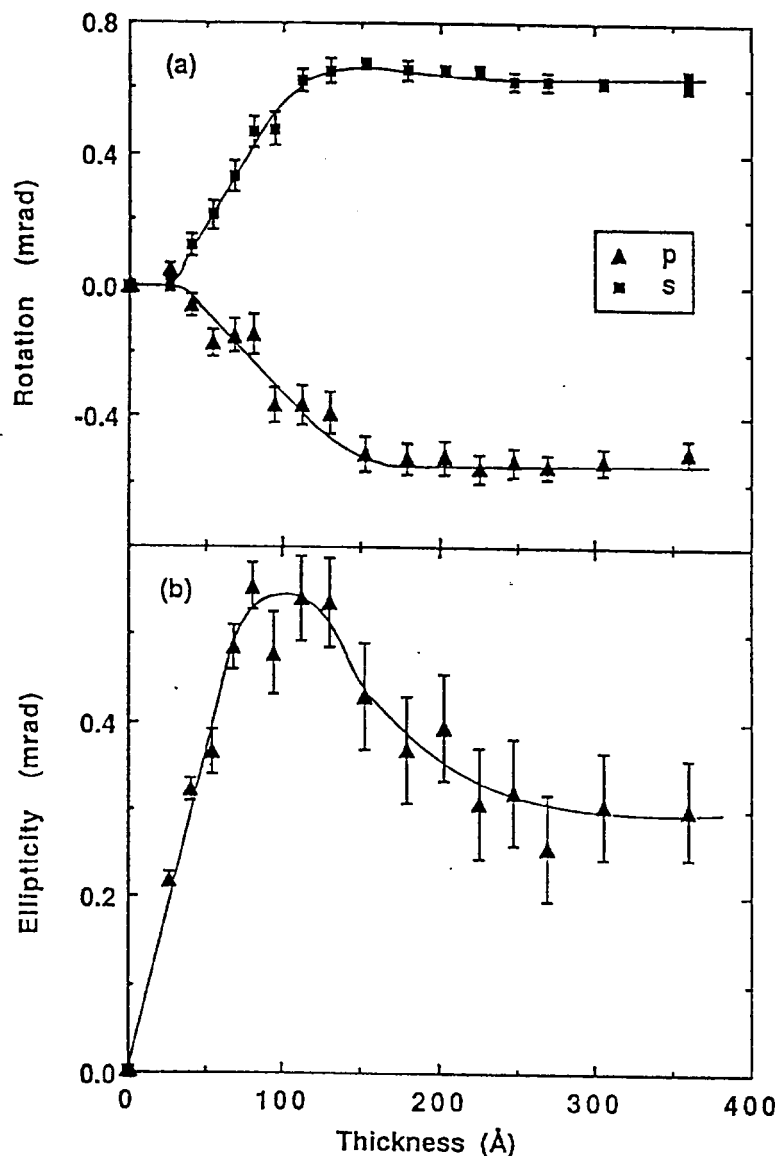 0.8
(a)
0.4
0.0
-0.4
Rotation (mrad)
p
s
(b)
0.4
0.2
0.0
Ellipticity (mrad)
0 100 200 300 400
Thickness (Å)